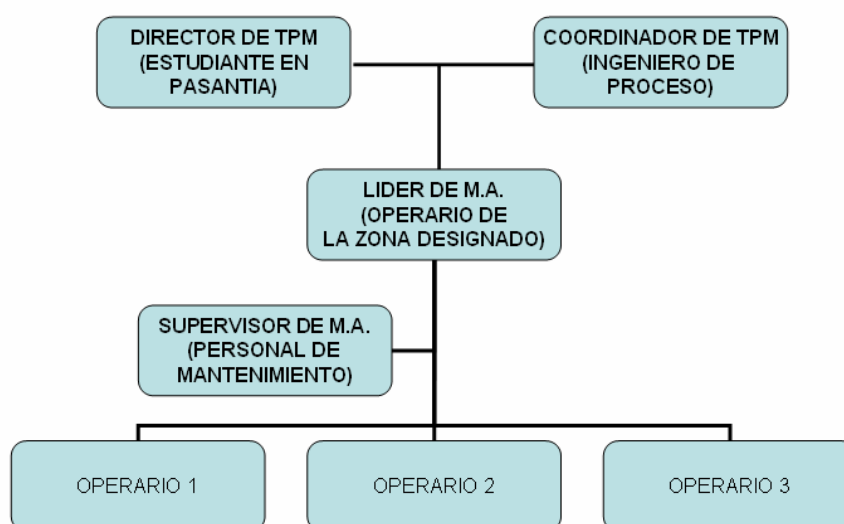 DIRECTOR DE TPM
(ESTUDIANTE EN
PASANTIA)
COORDINADOR DE TPM
(INGENIERO DE
PROCESO)
LIDER DE M.A.
(OPERARIO DE
LA ZONA DESIGNADO)
SUPERVISOR DE M.A.
(PERSONAL DE
MANTENIMIENTO)
OPERARIO 1
OPERARIO 2
OPERARIO 3